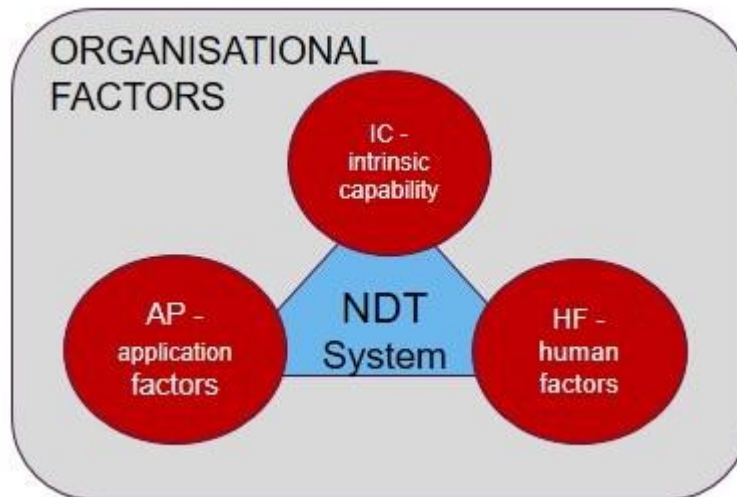 ORGANISATIONAL
FACTORS
IC -
intrinsic
capability
AP -
application
factors
NDT
System
HF -
human
factors